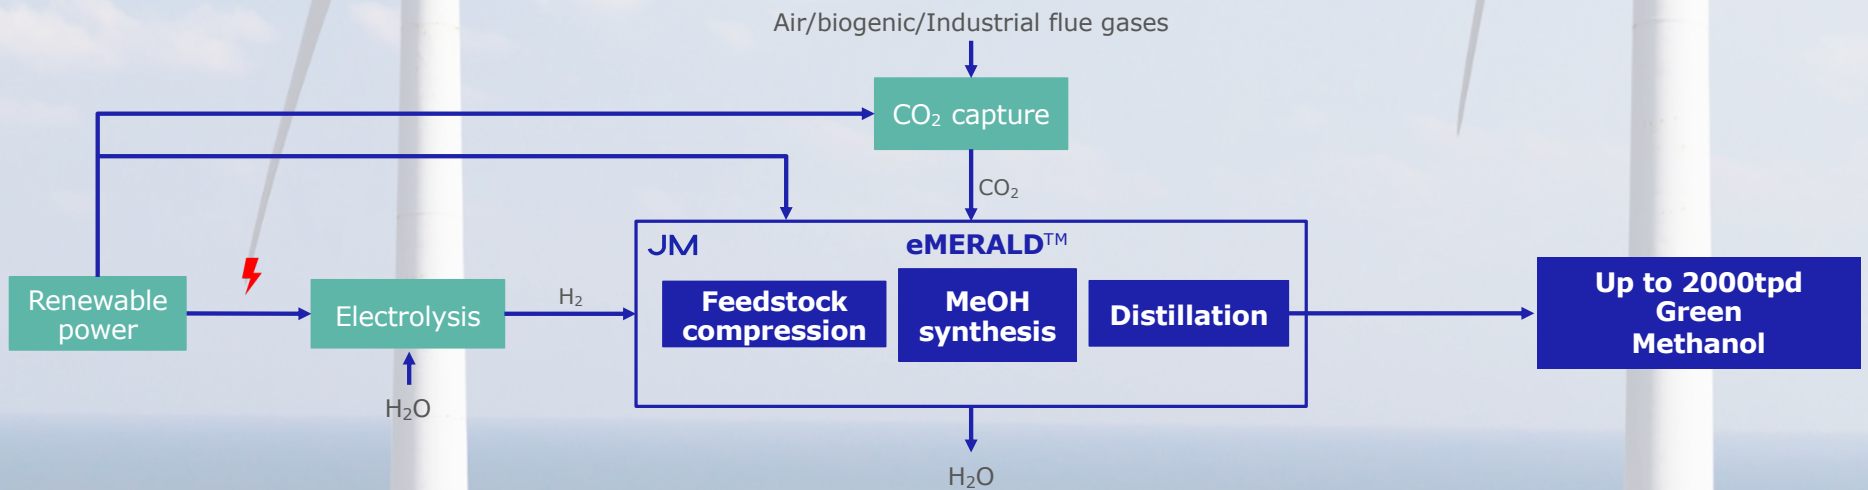 Air/biogenic/Industrial flue gases
CO₂ capture
CO₂
JM
eMERALD™
Renewable
power
Electrolysis
H₂
Feedstock
compression
MeOH
synthesis
Distillation
Up to 2000tpd
Green
Methanol
H₂O
H₂O